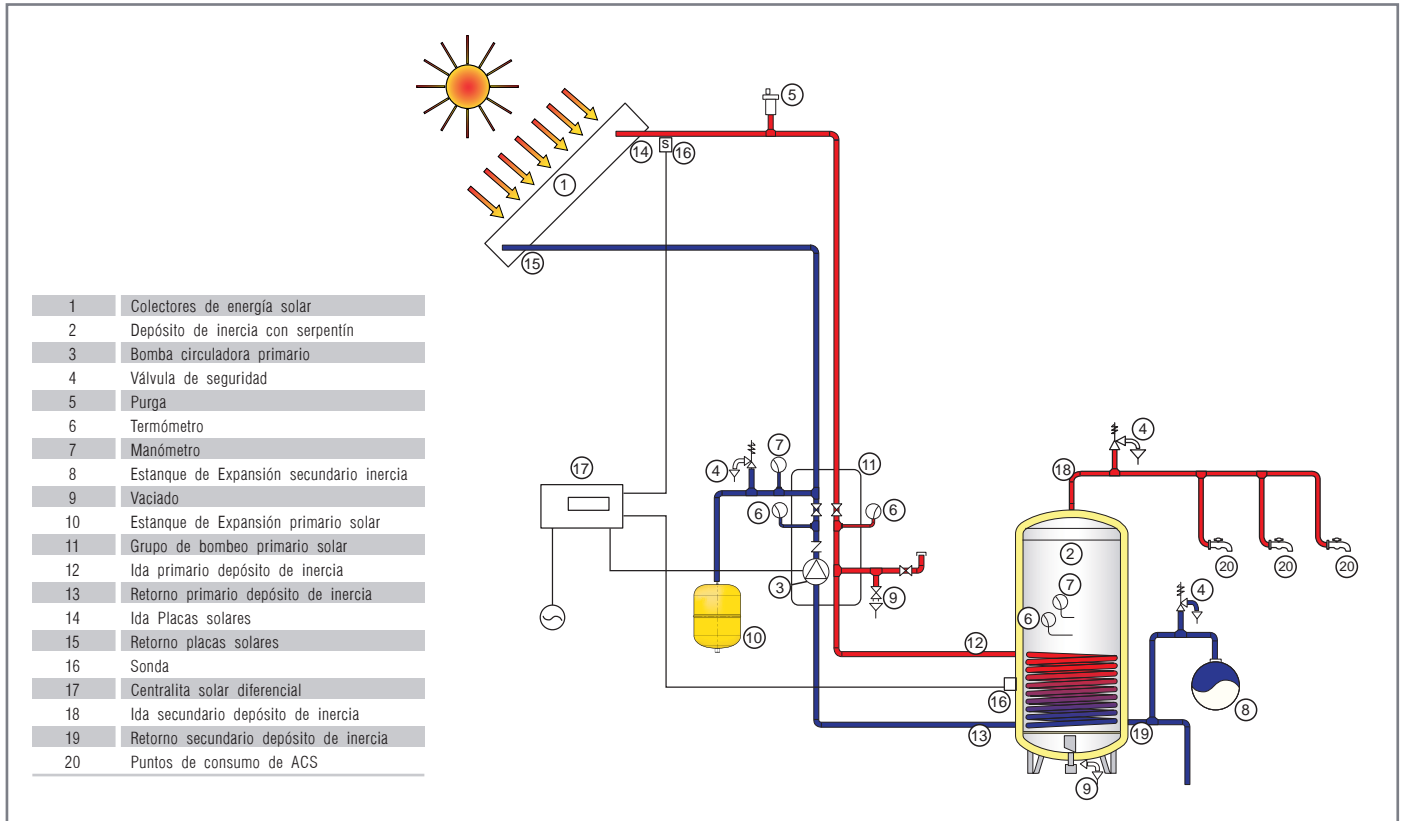 1 Colectores de energía solar
2 Depósito de inercia con serpentín
3 Bomba circuladora primario
4 Válvula de seguridad
5 Purga
6 Termómetro
7 Manómetro
8 Estanque de Expansión secundario inercia
9 Vaciado
10 Estanque de Expansión primario solar
11 Grupo de bombeo primario solar
12 Ida primario depósito de inercia
13 Retorno primario depósito de inercia
14 Ida Placas solares
15 Retorno placas solares
16 Sonda
17 Centralita solar diferencial
18 Ida secundario depósito de inercia
19 Retorno secundario depósito de inercia
20 Puntos de consumo de ACS
5
14
S
16
1
15
17
4
7
11
6
6
3
9
10
12
16
13
18
4
2
7
6
20
20
20
4
8
19
9